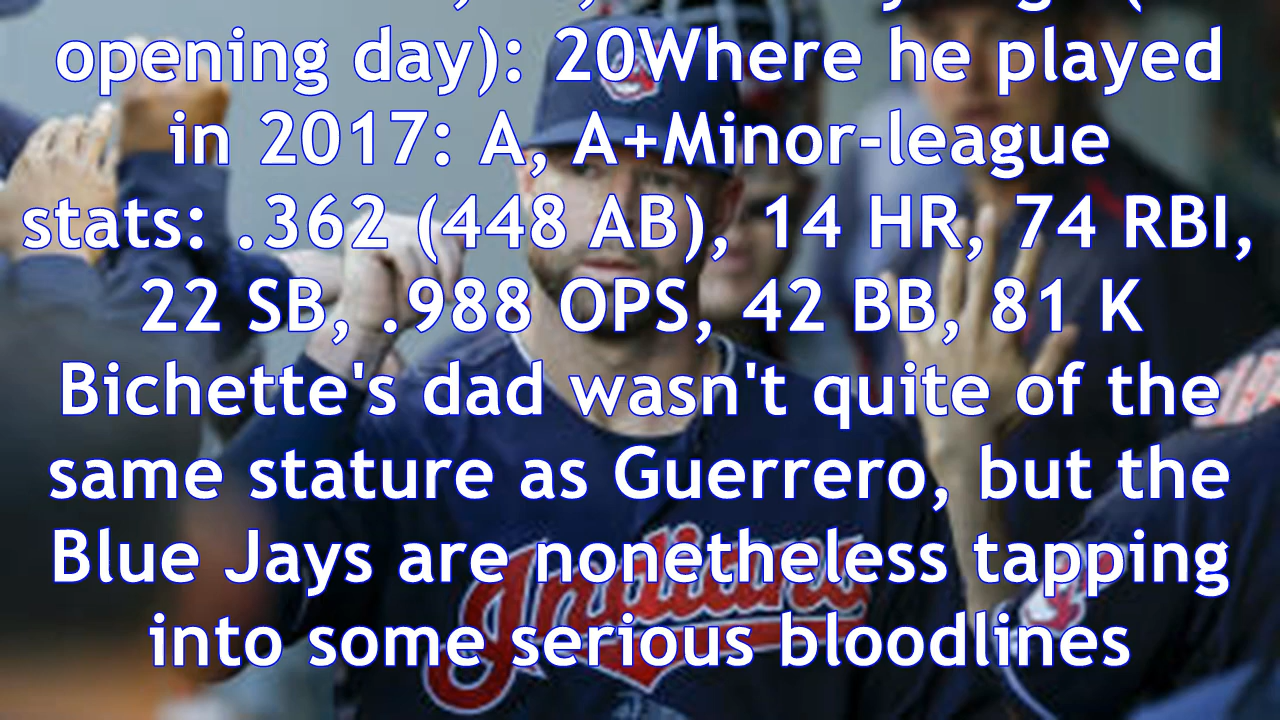 opening day): 20Where he played
in 2017: A, A+Minor-league
stats: .362 (448 AB), 14 HR, 74 RBI,
22 SB, .988 OPS, 42 BB, 81 K
Bichette's dad wasn't quite of the
same stature as Guerrero, but the
Blue Jays are nonetheless tapping
into some serious bloodlines
Indians